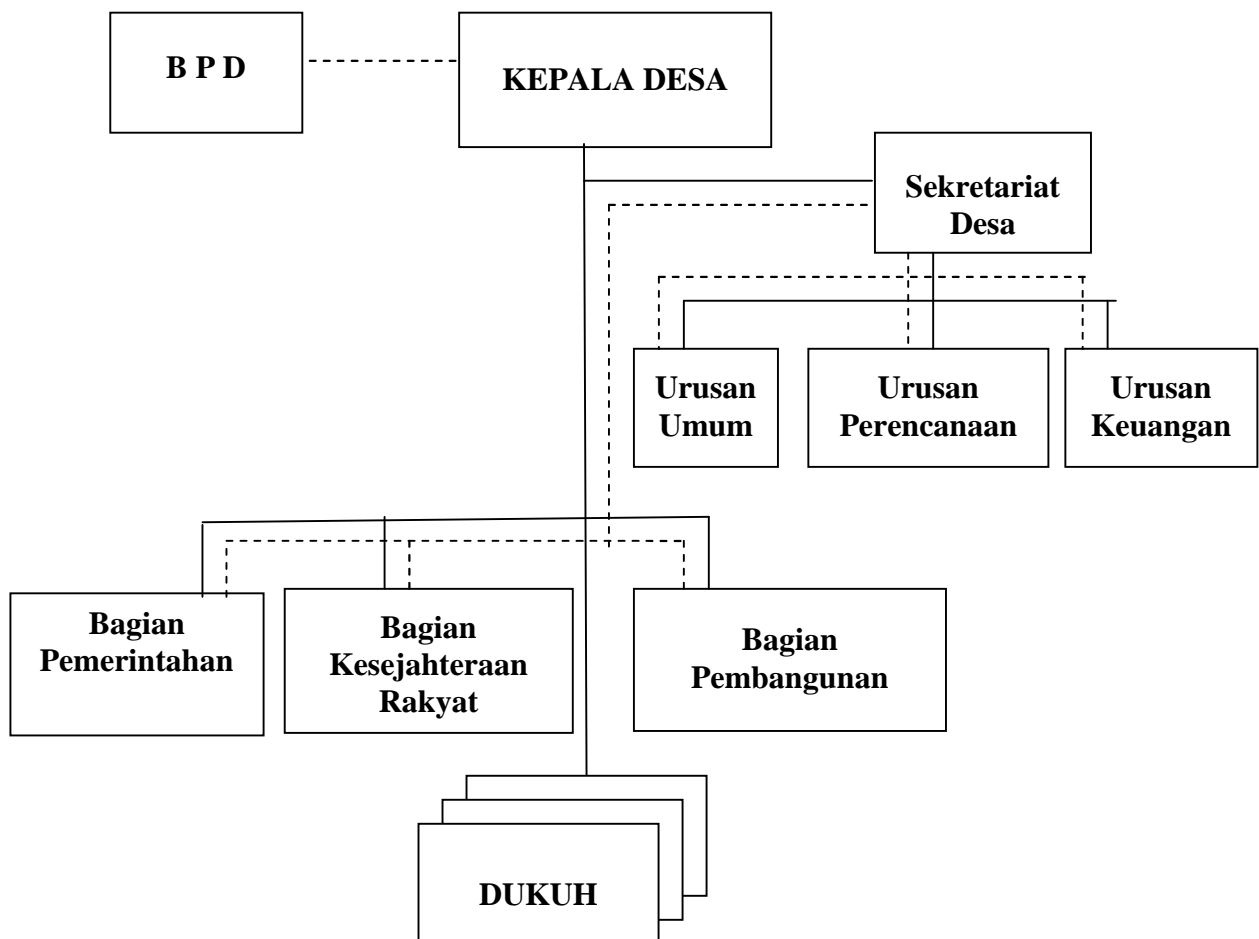 B P D
KEPALA DESA
Sekretariat
Desa
Urusan
Umum
Urusan
Perencanaan
Urusan
Keuangan
Bagian
Pemerintahan
Bagian
Kesejahteraan
Rakyat
Bagian
Pembangunan
DUKUH